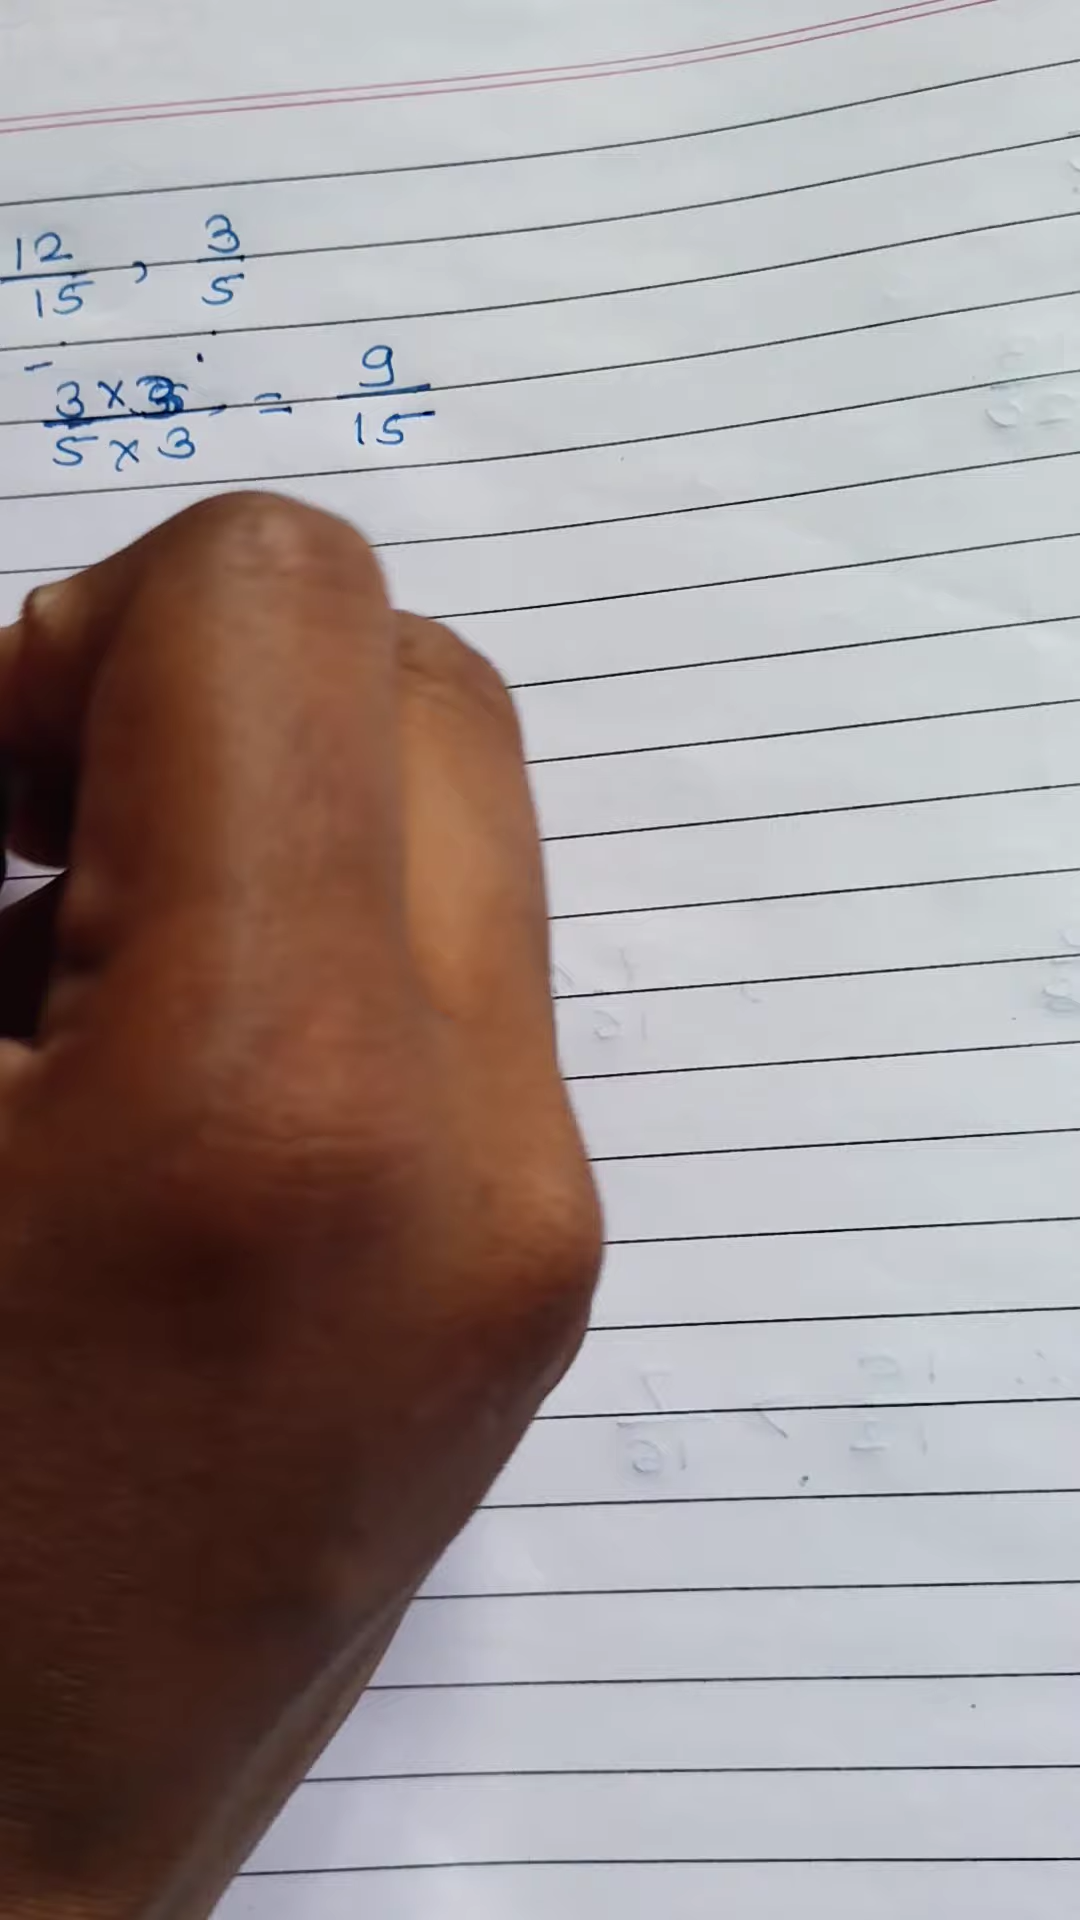 12/15 , 3/5
3 × 3 / 5 × 3 = 9/15